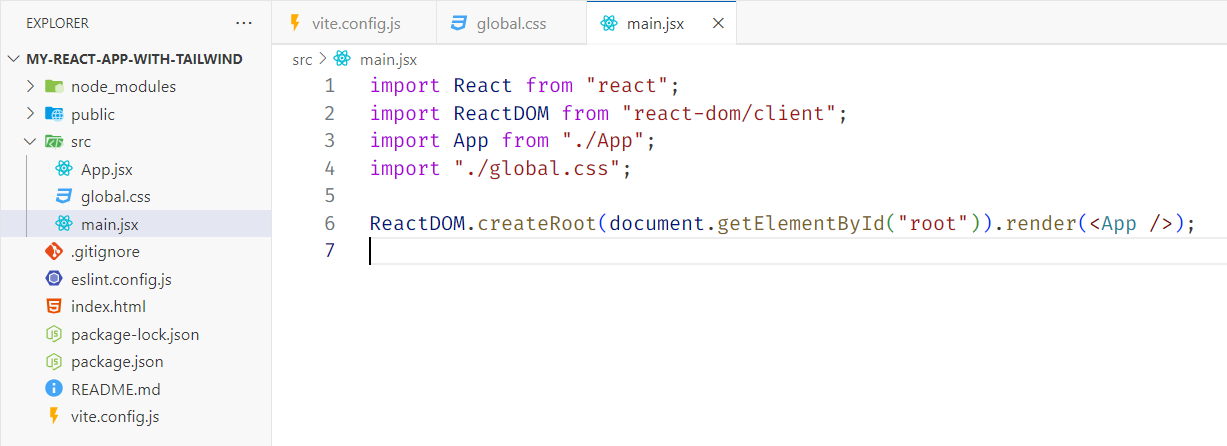 EXPLORER ···
MY-REACT-APP-WITH-TAILWIND
node_modules
public
src
App.jsx
global.css
main.jsx
.gitignore
eslint.config.js
index.html
package-lock.json
package.json
README.md
vite.config.js
vite.config.js global.css main.jsx
src > main.jsx
1 import React from "react";
2 import ReactDOM from "react-dom/client";
3 import App from "./App";
4 import "./global.css";
5
6 ReactDOM.createRoot(document.getElementById("root")).render(<App />);
7